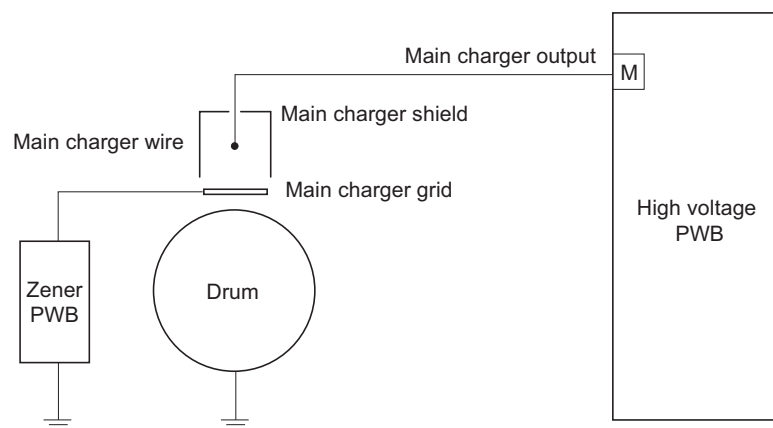 Main charger output
M
Main charger shield
Main charger wire
Main charger grid
High voltage
PWB
Zener
PWB
Drum